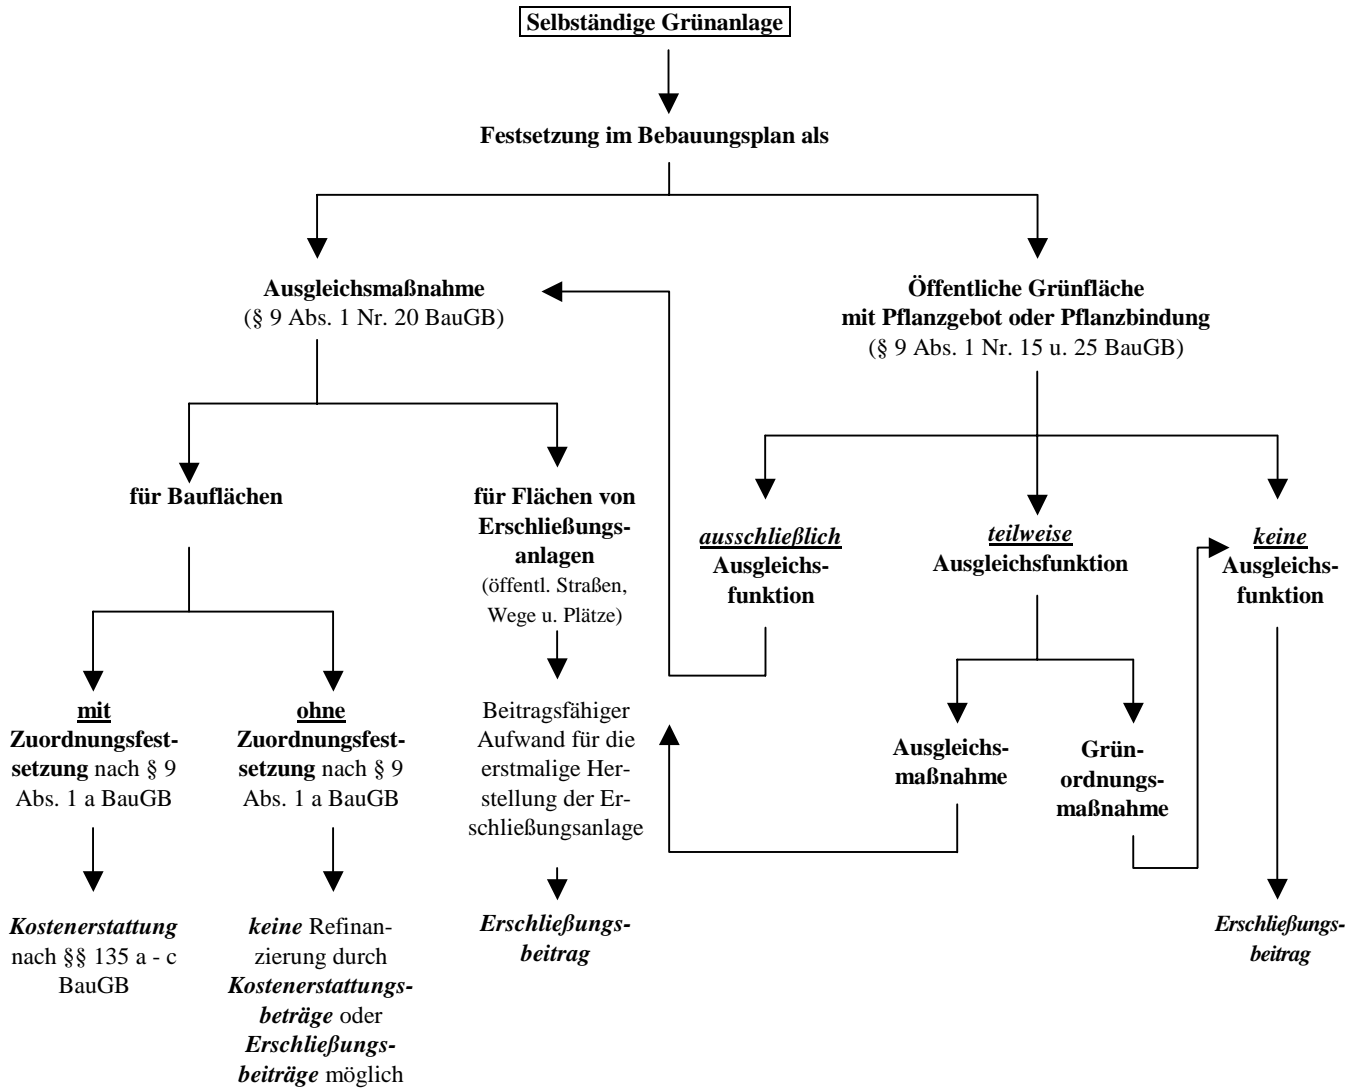 Selbständige Grünanlage
Festsetzung im Bebauungsplan als
Ausgleichsmaßnahme
(§ 9 Abs. 1 Nr. 20 BauGB)
Öffentliche Grünfläche
mit Pflanzgebot oder Pflanzbindung
(§ 9 Abs. 1 Nr. 15 u. 25 BauGB)
für Bauflächen
für Flächen von
Erschließungs-
anlagen
(öffentl. Straßen,
Wege u. Plätze)
ausschließlich
Ausgleichs-
funktion
teilweise
Ausgleichsfunktion
keine
Ausgleichs-
funktion
mit
Zuordnungsfest-
setzung nach § 9
Abs. 1 a BauGB
ohne
Zuordnungsfest-
setzung nach § 9
Abs. 1 a BauGB
Beitragsfähiger
Aufwand für die
erstmalige Her-
stellung der Er-
schließungsanlage
Ausgleichs-
maßnahme
Grün-
ordnungs-
maßnahme
Kostenerstattung
nach §§ 135 a - c
BauGB
keine Refinan-
zierung durch
Kostenerstattungs-
beträge oder
Erschließungs-
beiträge möglich
Erschließungs-
beitrag
Erschließungs-
beitrag